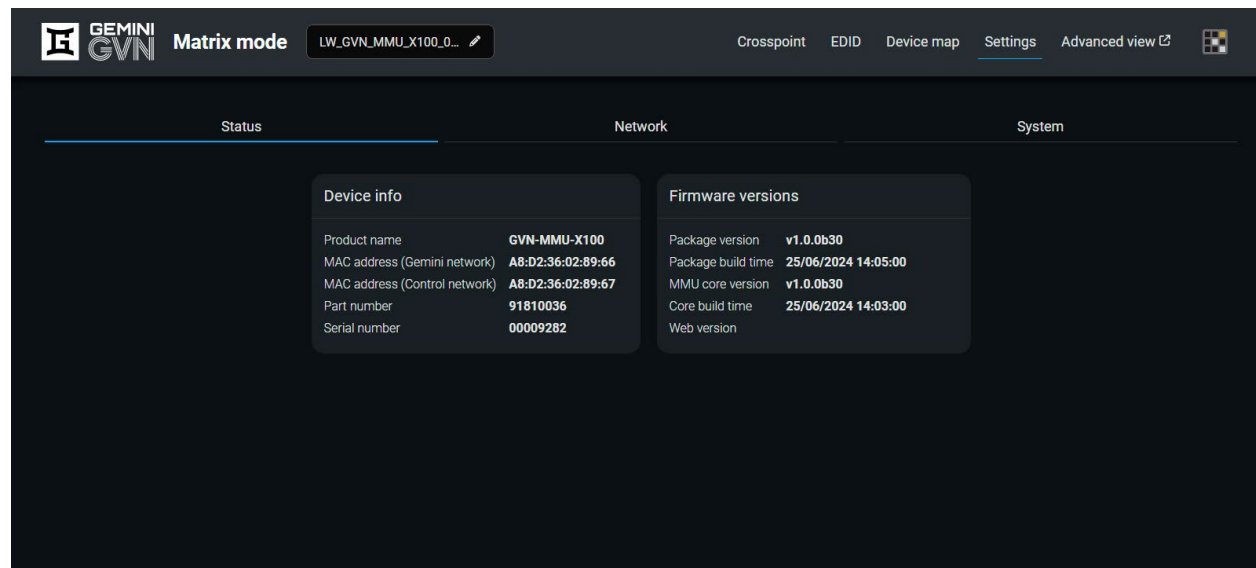 GEMINI
GVN
Matrix mode
LW_GVN_MMU_X100_0...
Crosspoint EDID Device map Settings Advanced view
Status Network System
Device info
Product name GVN-MMU-X100
MAC address (Gemini network) A8:D2:36:02:89:66
MAC address (Control network) A8:D2:36:02:89:67
Part number 91810036
Serial number 00009282
Firmware versions
Package version v1.0.0b30
Package build time 25/06/2024 14:05:00
MMU core version v1.0.0b30
Core build time 25/06/2024 14:03:00
Web version